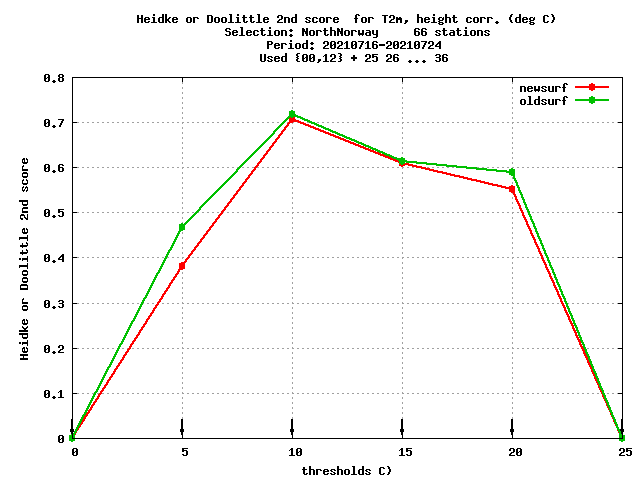 Heidke or Doolittle 2nd score  for T2m, height corr. (deg C)
Selection: NorthNorway     66 stations
Period: 20210716-20210724
Used {00,12} + 25 26 ... 36
newsurf
oldsurf
0.8
0.7
0.6
0.5
0.4
0.3
0.2
0.1
0
Heidke or Doolittle 2nd score
0 5 10 15 20 25
thresholds C)